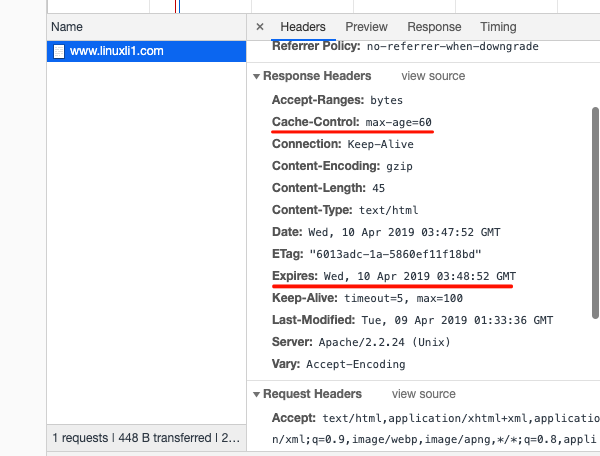 Name
www.linuxli1.com
1 requests | 448 B transferred | 2…
× Headers Preview Response Timing
Referrer Policy: no-referrer-when-downgrade
▼ Response Headers view source
Accept-Ranges: bytes
Cache-Control: max-age=60
Connection: Keep-Alive
Content-Encoding: gzip
Content-Length: 45
Content-Type: text/html
Date: Wed, 10 Apr 2019 03:47:52 GMT
ETag: "6013adc-1a-5860ef11f18bd"
Expires: Wed, 10 Apr 2019 03:48:52 GMT
Keep-Alive: timeout=5, max=100
Last-Modified: Tue, 09 Apr 2019 01:33:36 GMT
Server: Apache/2.2.24 (Unix)
Vary: Accept-Encoding
▼ Request Headers view source
Accept: text/html,application/xhtml+xml,applicatio
n/xml;q=0.9,image/webp,image/apng,*/*;q=0.8,appli